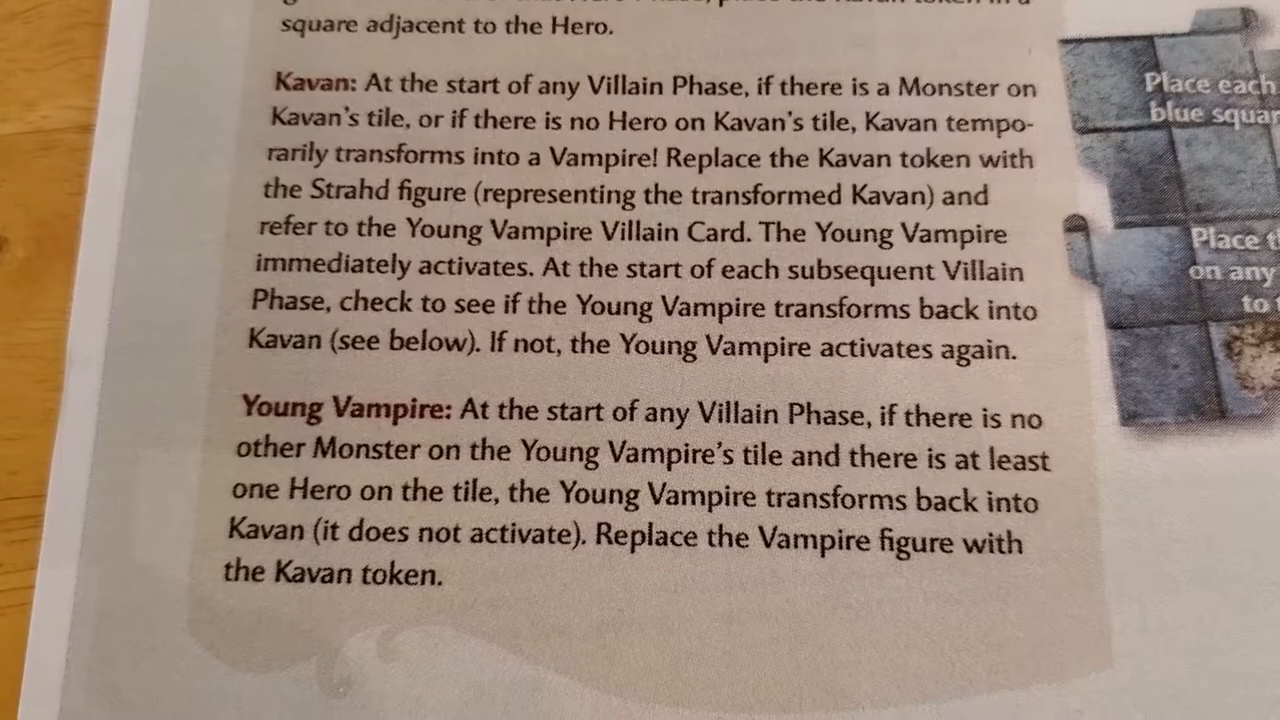 square adjacent to the Hero.
Kavan: At the start of any Villain Phase, if there is a Monster on
Kavan's tile, or if there is no Hero on Kavan's tile, Kavan tempo-
rarily transforms into a Vampire! Replace the Kavan token with
the Strahd figure (representing the transformed Kavan) and
refer to the Young Vampire Villain Card. The Young Vampire
immediately activates. At the start of each subsequent Villain
Phase, check to see if the Young Vampire transforms back into
Kavan (see below). If not, the Young Vampire activates again.
Young Vampire: At the start of any Villain Phase, if there is no
other Monster on the Young Vampire's tile and there is at least
one Hero on the tile, the Young Vampire transforms back into
Kavan (it does not activate). Replace the Vampire figure with
the Kavan token.
Place each
blue squar
Place t
on any
to